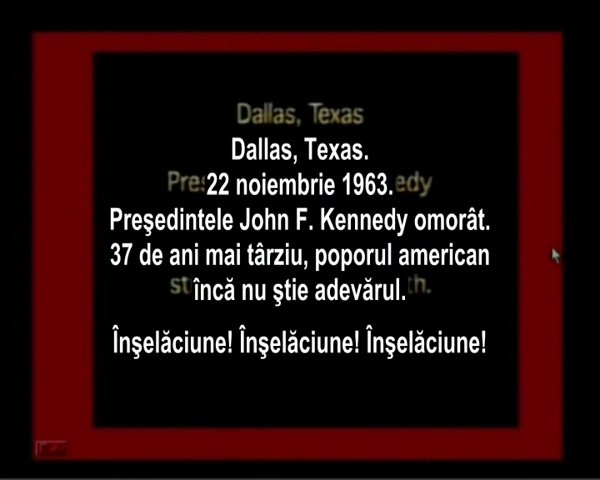 Dallas, Texas
Dallas, Texas.
22 noiembrie 1963.
Preşedintele John F. Kennedy omorât.
37 de ani mai târziu, poporul american
încă nu ştie adevărul.
Înşelăciune! Înşelăciune! Înşelăciune!